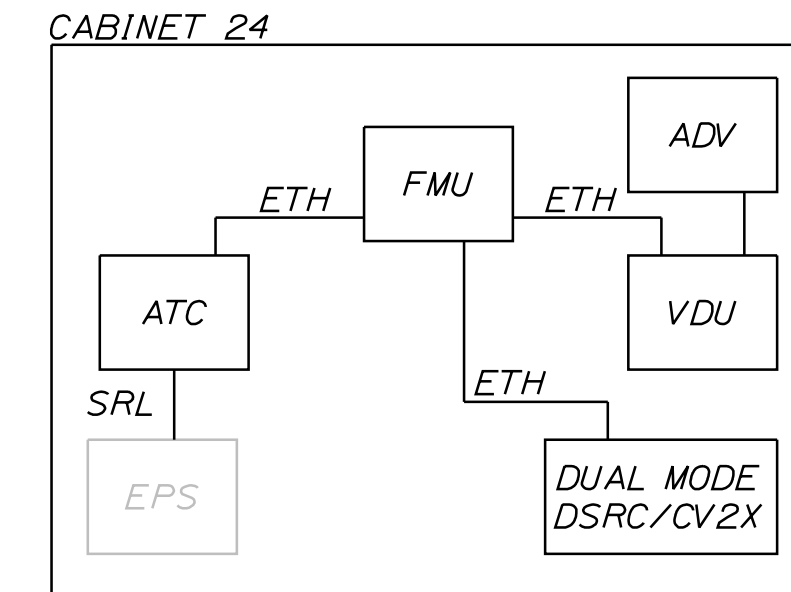 CABINET 24
ADV
FMU
ETH
ETH
ATC
VDU
ETH
SRL
EPS
DUAL MODE
DSRC/CV2X